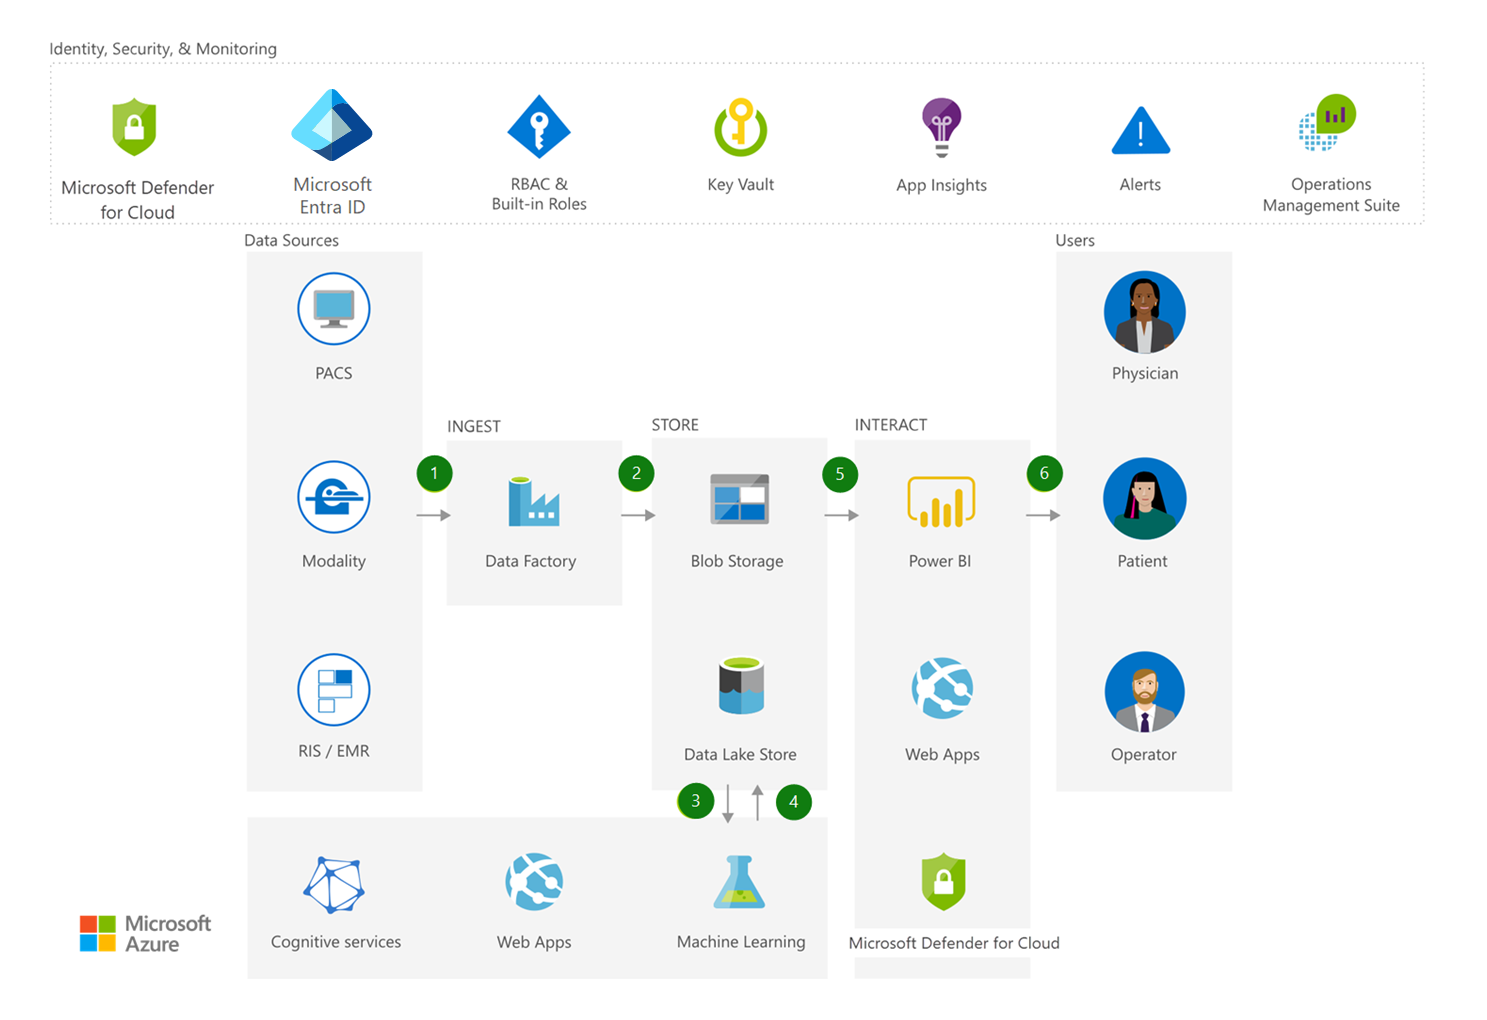 Identity, Security, & Monitoring
Microsoft Defender
for Cloud
Microsoft
Entra ID
RBAC &
Built-in Roles
Key Vault
App Insights
Alerts
Operations
Management Suite
Data Sources
Users
PACS
Physician
INGEST
STORE
INTERACT
1
2
5
6
Modality
Data Factory
Blob Storage
Power BI
Patient
RIS / EMR
Data Lake Store
Web Apps
Operator
3
4
Microsoft
Azure
Cognitive services
Web Apps
Machine Learning
Microsoft Defender for Cloud